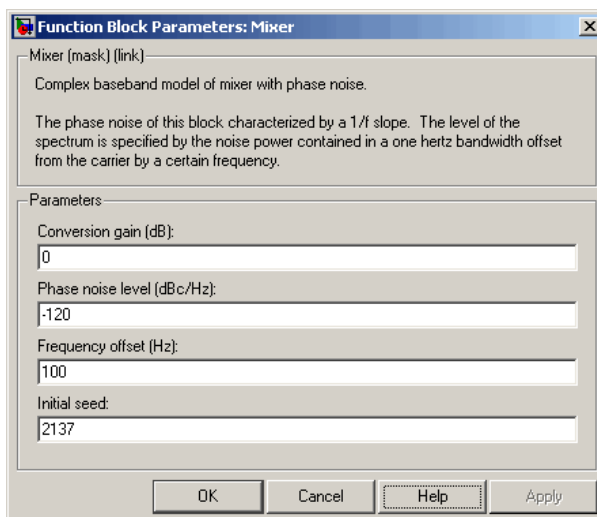 Function Block Parameters: Mixer
Mixer (mask) (link)
Complex baseband model of mixer with phase noise.
The phase noise of this block characterized by a 1/f slope.  The level of the
spectrum is specified by the noise power contained in a one hertz bandwidth offset
from the carrier by a certain frequency.
Parameters
Conversion gain (dB):
0
Phase noise level (dBc/Hz):
-120
Frequency offset (Hz):
100
Initial seed:
2137
OK Cancel Help Apply